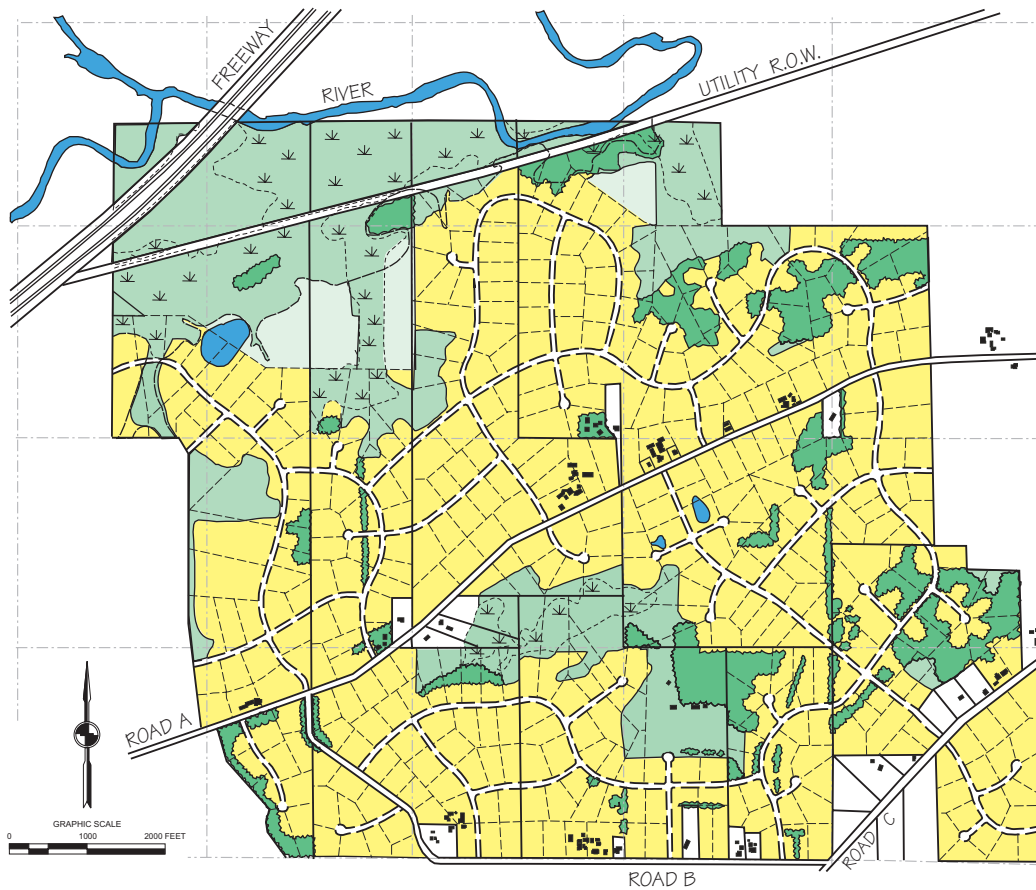 FREEWAY
RIVER
UTILITY R.O.W.
ROAD A
GRAPHIC SCALE
0 1000 2000 FEET
ROAD B
ROAD C